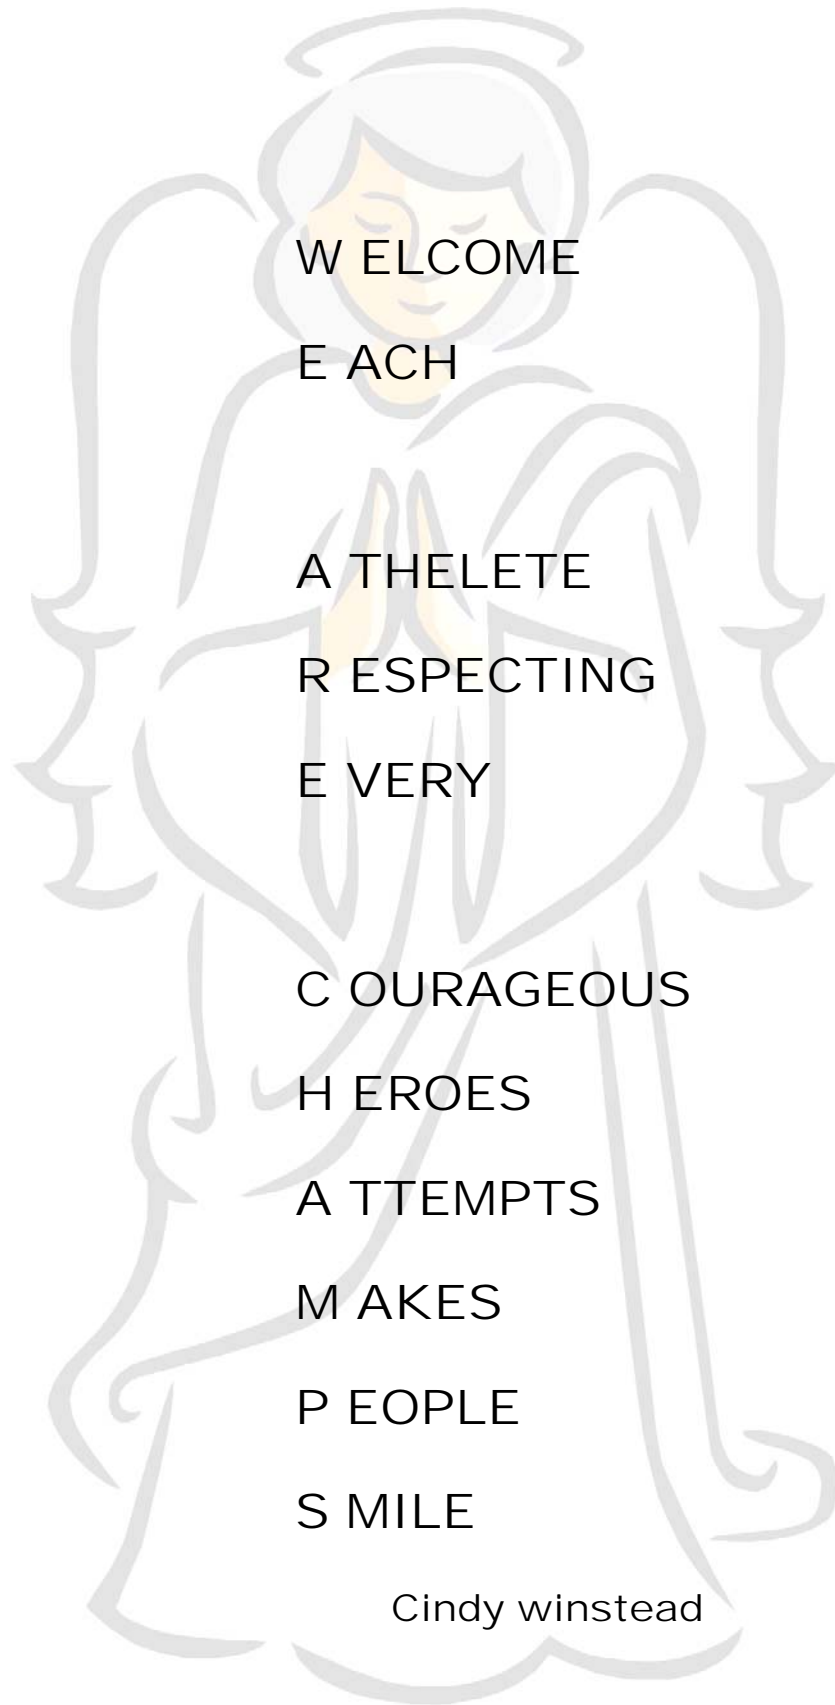 W ELCOME
E ACH
A THELETE
R ESPECTING
E VERY
C OURAGEOUS
H EROES
A TTEMPTS
M AKES
P EOPLE
S MILE
Cindy winstead